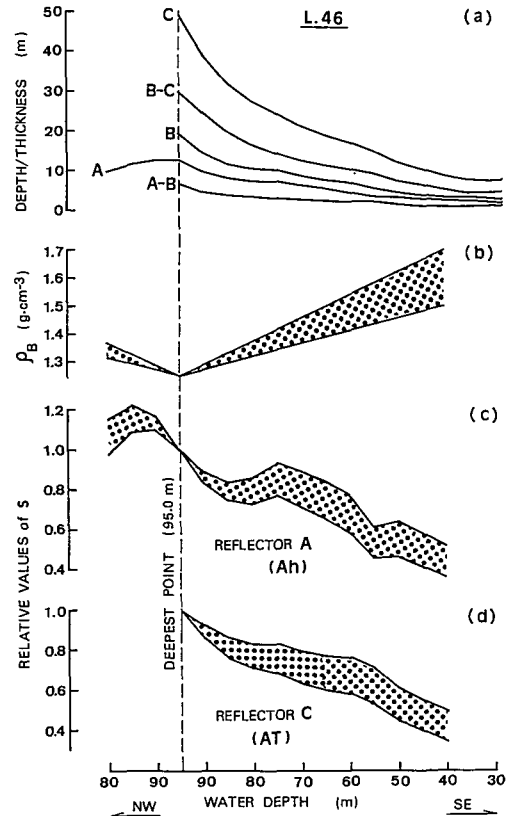 L.46
(a)
DEPTH/THICKNESS (m)
50
40
30
20
10
0
C
B-C
B
A
A-B
(b)
ρB (g·cm-3)
1.7
1.6
1.5
1.4
1.3
(c)
RELATIVE VALUES of S
1.2
1.0
0.8
0.6
0.4
REFLECTOR A
(Ah)
DEEPEST POINT (95.0 m)
(d)
1.0
0.8
0.6
0.4
REFLECTOR C
(AT)
80 90 90 80 70 60 50 40 30
NW WATER DEPTH (m) SE